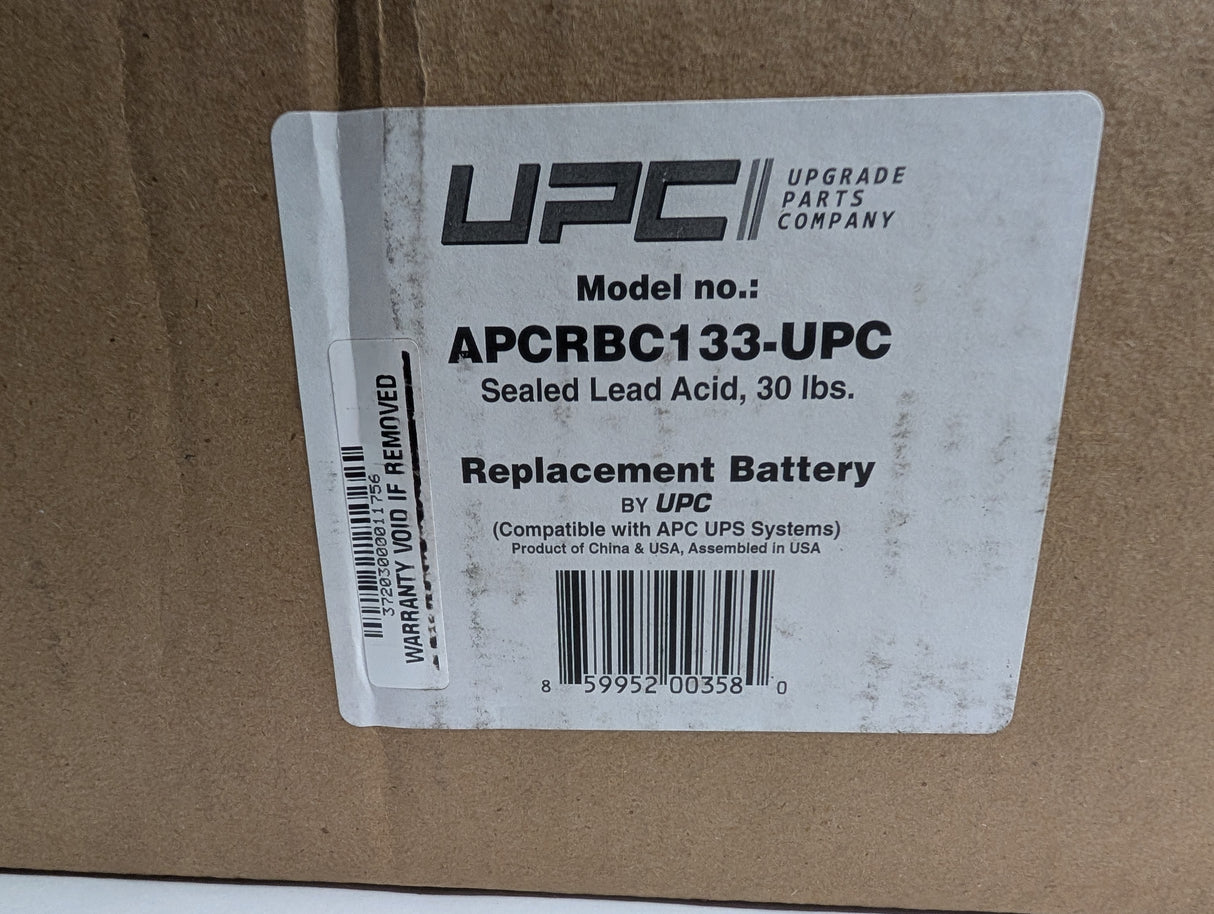 UPC
UPGRADE
PARTS
COMPANY
Model no.:
APCRBC133-UPC
Sealed Lead Acid, 30 lbs.
Replacement Battery
BY UPC
(Compatible with APC UPS Systems)
Product of China & USA, Assembled in USA
8 59952 00358 0
372030000011756
WARRANTY VOID IF REMOVED